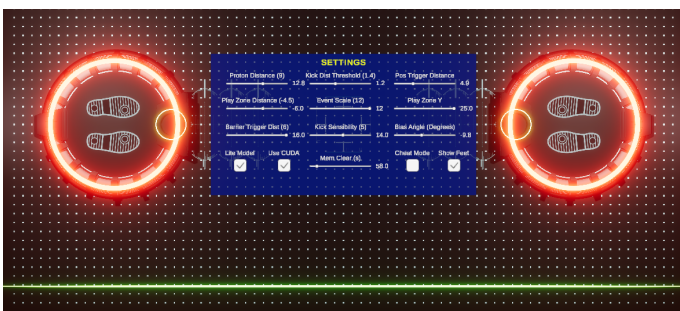 SETTINGS
Proton Distance (9) 12.8 Kick Dist Threshold (1.4) 1.2 Pos Trigger Distance 4.9
Play Zone Distance (-4.5) -6.0 Event Scale (12) 12 Play Zone Y 25.0
Barrier Trigger Dist (6) 16.0 Kick Sensibility (5) 14.0 Bias Angle (Degrees) -9.8
Lite Model Use CUDA Mem.Clear.(s). 58.0 Cheat Mode Show Feet